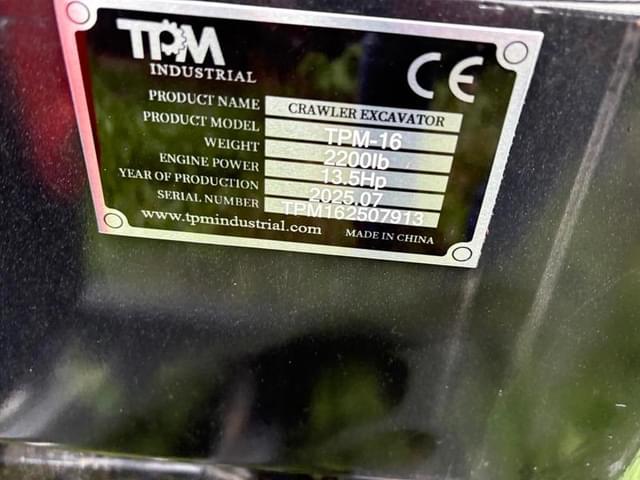 TPM
INDUSTRIAL
CE
PRODUCT NAME CRAWLER EXCAVATOR
PRODUCT MODEL TPM-16
WEIGHT 2200lb
ENGINE POWER 13.5Hp
YEAR OF PRODUCTION 2025.07
SERIAL NUMBER TPM162507913
www.tpmindustrial.com MADE IN CHINA